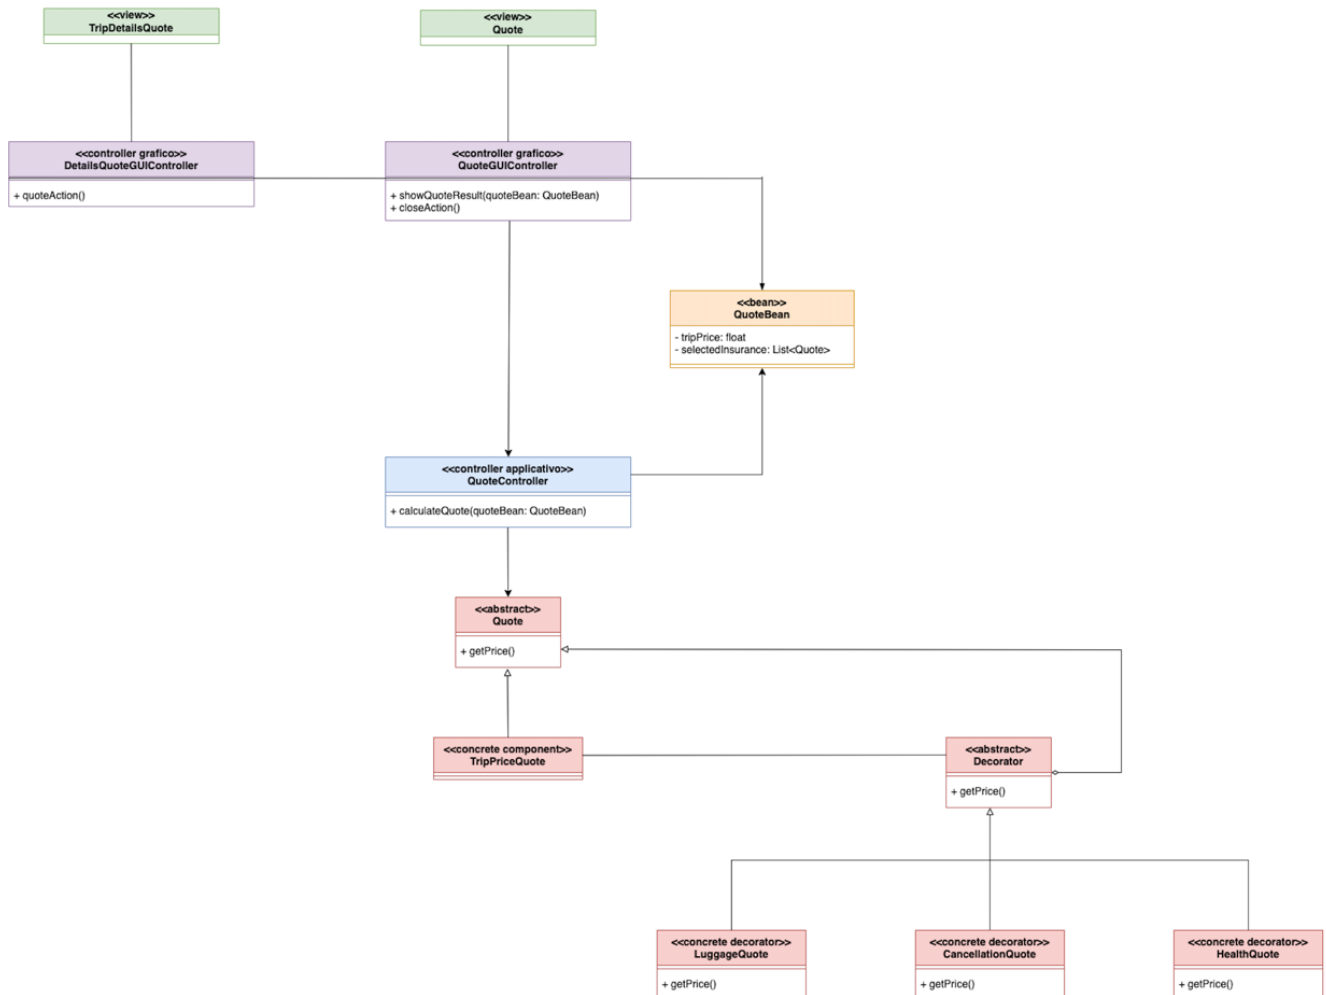 <<view>>
TripDetailsQuote
<<view>>
Quote
<<controller grafico>>
DetailsQuoteGUIController
+ quoteAction()
<<controller grafico>>
QuoteGUIController
+ showQuoteResult(quoteBean: QuoteBean)
+ closeAction()
<<bean>>
QuoteBean
- tripPrice: float
- selectedInsurance: List<Quote>
<<controller applicativo>>
QuoteController
+ calculateQuote(quoteBean: QuoteBean)
<<abstract>>
Quote
+ getPrice()
<<concrete component>>
TripPriceQuote
<<abstract>>
Decorator
+ getPrice()
<<concrete decorator>>
LuggageQuote
+ getPrice()
<<concrete decorator>>
CancellationQuote
+ getPrice()
<<concrete decorator>>
HealthQuote
+ getPrice()